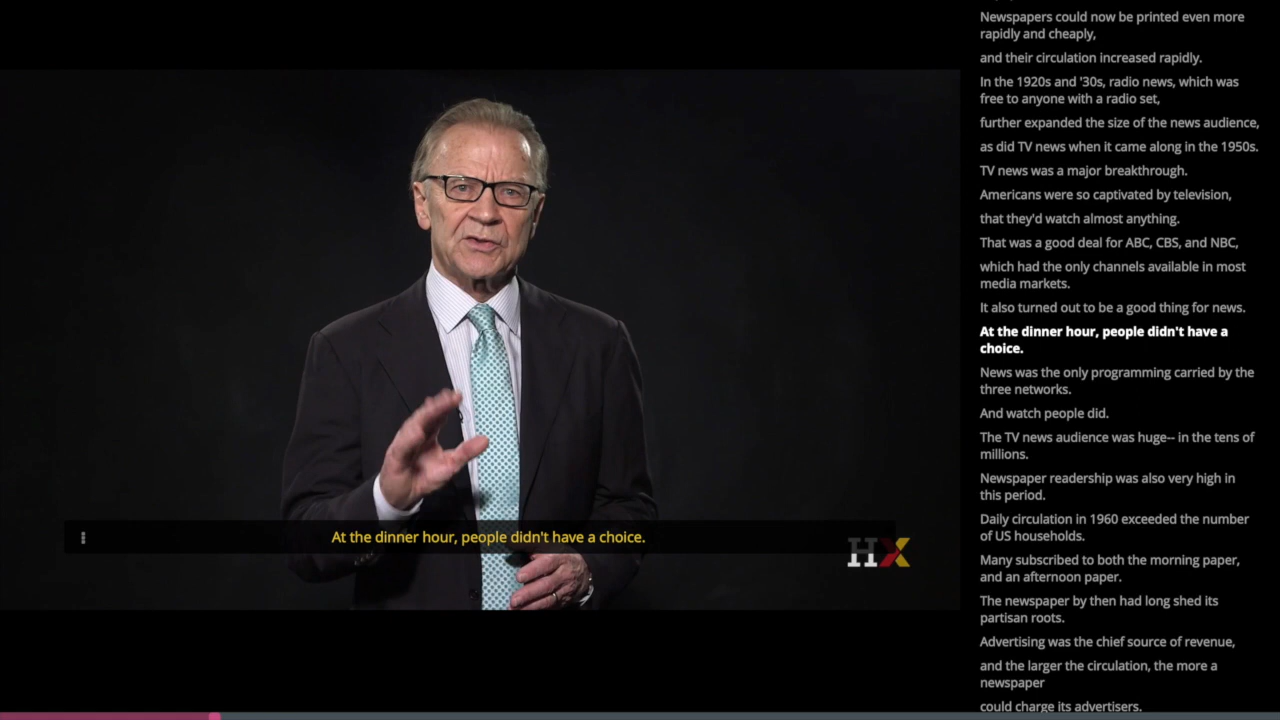 At the dinner hour, people didn't have a choice.
HX
Newspapers could now be printed even more
rapidly and cheaply,
and their circulation increased rapidly.
In the 1920s and '30s, radio news, which was
free to anyone with a radio set,
further expanded the size of the news audience,
as did TV news when it came along in the 1950s.
TV news was a major breakthrough.
Americans were so captivated by television,
that they'd watch almost anything.
That was a good deal for ABC, CBS, and NBC,
which had the only channels available in most
media markets.
It also turned out to be a good thing for news.
At the dinner hour, people didn't have a
choice.
News was the only programming carried by the
three networks.
And watch people did.
The TV news audience was huge-- in the tens of
millions.
Newspaper readership was also very high in
this period.
Daily circulation in 1960 exceeded the number
of US households.
Many subscribed to both the morning paper,
and an afternoon paper.
The newspaper by then had long shed its
partisan roots.
Advertising was the chief source of revenue,
and the larger the circulation, the more a
newspaper
could charge its advertisers.